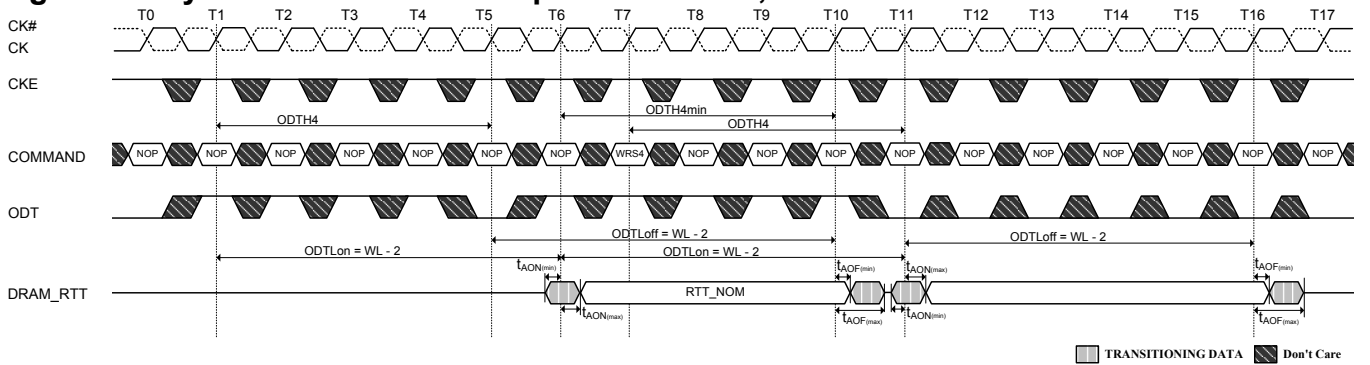 T0 T1 T2 T3 T4 T5 T6 T7 T8 T9 T10 T11 T12 T13 T14 T15 T16 T17
CK#
CK
CKE
ODTH4min
ODTH4 ODTH4
COMMAND NOP NOP NOP NOP NOP NOP NOP WRS4 NOP NOP NOP NOP NOP NOP NOP NOP NOP NOP
ODT
ODTLoff = WL - 2 ODTLoff = WL - 2
ODTLon = WL - 2 ODTLon = WL - 2
tAON(min) tAOF(min) tAON(max) tAOF(min)
DRAM_RTT RTT_NOM
tAON(max) tAOF(max) tAON(min) tAOF(max)
TRANSITIONING DATA Don't Care